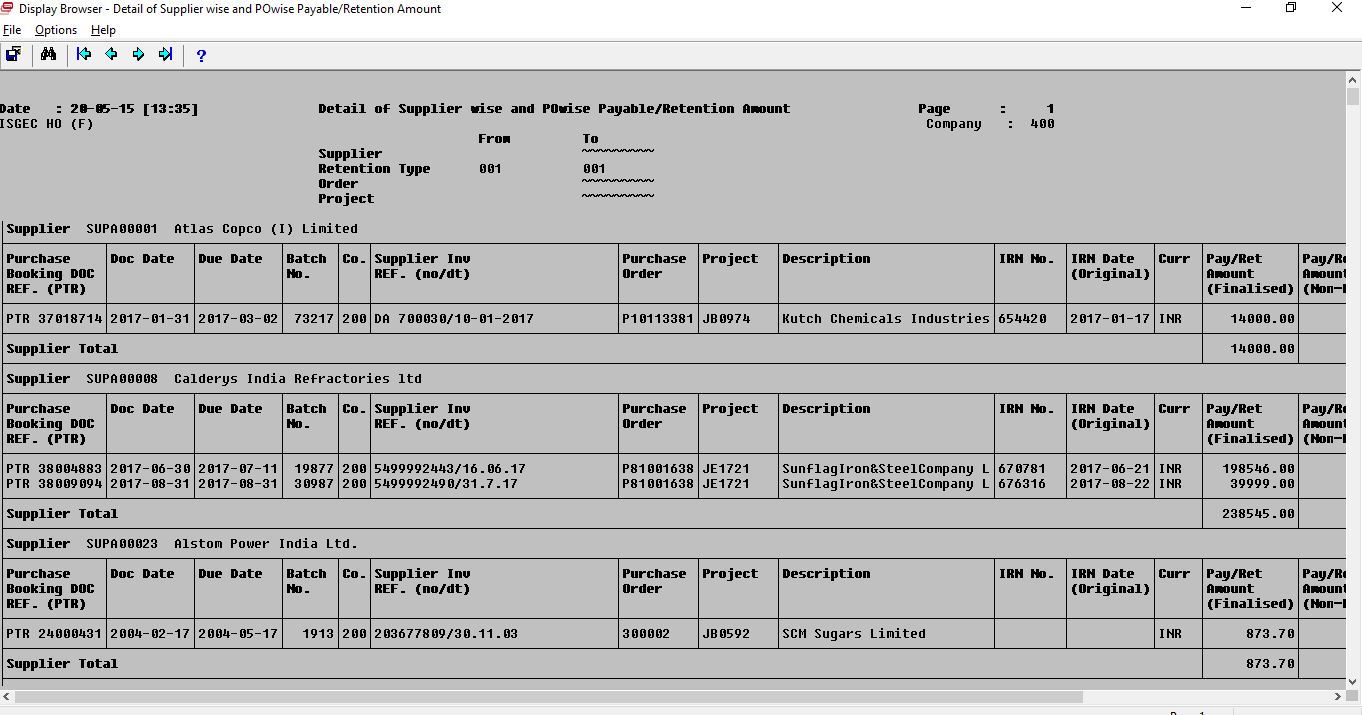 Display Browser - Detail of Supplier wise and POwise Payable/Retention Amount
File Options Help
?
Date : 20-05-15 [13:35] Detail of Supplier wise and POwise Payable/Retention Amount Page : 1
ISGEC HO (F) Company : 400
From To
Supplier ~~~~~~~~~
Retention Type 001 001
Order ~~~~~~~~~
Project ~~~~~~~~~
Supplier SUPA00001 Atlas Copco (I) Limited
Purchase Doc Date Due Date Batch Co. Supplier Inv Purchase Project Description IRN No. IRN Date Curr Pay/Ret
Booking DOC No. REF. (no/dt) Order (Original) Amount Amount
REF. (PTR) (Finalised)
PTR 37018714 2017-01-31 2017-03-02 73217 200 DA 700030/10-01-2017 P10113381 JB0974 Kutch Chemicals Industries 654420 2017-01-17 INR 14000.00
Supplier Total 14000.00
Supplier SUPA00008 Calderys India Refractories ltd
Purchase Doc Date Due Date Batch Co. Supplier Inv Purchase Project Description IRN No. IRN Date Curr Pay/Ret
Booking DOC No. REF. (no/dt) Order (Original) Amount Amount
REF. (PTR) (Finalised)
PTR 38004883 2017-06-30 2017-07-11 19877 200 5499992443/16.06.17 P81001638 JE1721 SunflagIron&SteelCompany L 670781 2017-06-21 INR 198546.00
PTR 38009094 2017-08-31 2017-08-31 30987 200 5499992490/31.7.17 P81001638 JE1721 SunflagIron&SteelCompany L 676316 2017-08-22 INR 39999.00
Supplier Total 238545.00
Supplier SUPA00023 Alstom Power India Ltd.
Purchase Doc Date Due Date Batch Co. Supplier Inv Purchase Project Description IRN No. IRN Date Curr Pay/Ret
Booking DOC No. REF. (no/dt) Order (Original) Amount Amount
REF. (PTR) (Finalised)
PTR 24000431 2004-02-17 2004-05-17 1913 200 203677809/30.11.03 300002 JB0592 SCM Sugars Limited INR 873.70
Supplier Total 873.70